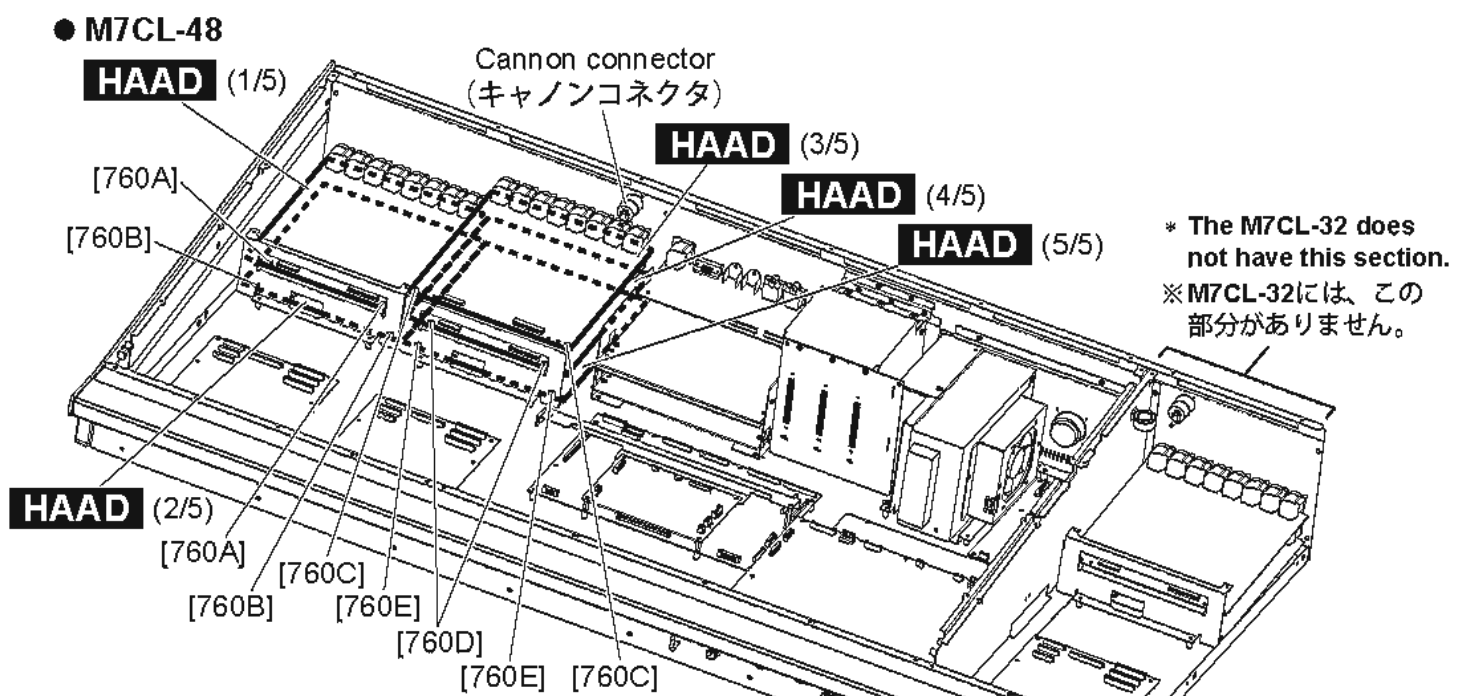 ● M7CL-48
HAAD (1/5)
Cannon connector
(キャノンコネクタ)
HAAD (3/5)
[760A]
HAAD (4/5)
[760B]
HAAD (5/5)
* The M7CL-32 does
not have this section.
※M7CL-32には、この
部分がありません。
HAAD (2/5)
[760A]
[760B]
[760C]
[760E]
[760D]
[760E]
[760C]